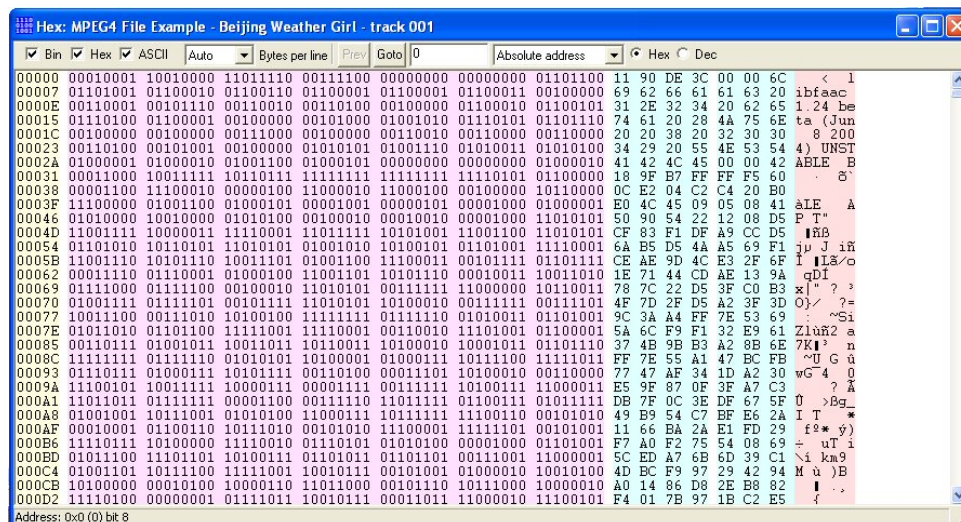 Hex: MPEG4 File Example - Beijing Weather Girl - track 001
Bin Hex ASCII Auto Bytes per line Prev Goto 0 Absolute address Hex Dec
00000 00010001 10010000 11011110 00111100 00000000 00000000 01101100 11 90 DE 3C 00 00 6C < l
00007 01101001 01100010 01100110 01100001 01100001 01100011 00100000 69 62 66 61 61 63 20 ibfaac
0000E 00110001 00101110 00110010 00110100 00100000 01100010 01100101 31 2E 32 34 20 62 65 1.24 be
00015 01110100 01100001 00100000 00101000 01001010 01110101 01101110 74 61 20 28 4A 75 6E ta (Jun
0001C 00100000 00100000 00111000 00100000 00110010 00110000 00110000 20 20 38 20 32 30 30 8 200
00023 00110100 00101001 00100000 01010101 01001110 01010011 01010100 34 29 20 55 4E 53 54 4) UNST
0002A 01000001 01000010 01001100 01000101 00000000 00000000 01000010 41 42 4C 45 00 00 42 ABLE B
00031 00011000 10011111 10110111 11111111 11111111 11110101 01100000 18 9F B7 FF FF F5 60 · õ`
00038 00001100 11100010 00000100 11000010 11000100 00100000 10110000 0C E2 04 C2 C4 20 B0
0003F 11100000 01001100 01000101 00001001 00000101 00001000 01000001 E0 4C 45 09 05 08 41 àLE A
00046 01010000 10010000 01010100 00100010 00010010 00001000 11010101 50 90 54 22 12 08 D5 P T"
0004D 11001111 10000011 11110001 11011111 10101001 11001100 11010101 CF 83 F1 DF A9 CC D5 ñß
00054 01101010 10110101 11010101 01001010 10100101 01101001 11110001 6A B5 D5 4A A5 69 F1 jµ J iñ
0005B 11001110 10101110 10011101 01001100 11100011 00101111 01101111 CE AE 9D 4C E3 2F 6F Î Lã/o
00062 00011110 01110001 01000100 11001101 10101110 00010011 10011010 1E 71 44 CD AE 13 9A qDÍ
00069 01111000 01111100 00100010 11010101 00111111 11000000 10110011 78 7C 22 D5 3F C0 B3 x|" ? ³
00070 01001111 01111101 00101111 11010101 10100010 00111111 00111101 4F 7D 2F D5 A2 3F 3D O}/ ?=
00077 10011100 00111010 10100100 11111111 01111110 01010011 01101001 9C 3A A4 FF 7E 53 69 : ~Si
0007E 01011010 01101100 11111001 11110001 00110010 11101001 01100001 5A 6C F9 F1 32 E9 61 Zlùñ2 a
00085 00110111 01001011 10011011 10110011 10100010 10001011 01101110 37 4B 9B B3 A2 8B 6E 7K ³ n
0008C 11111111 01111110 01010101 10100001 01000111 10111100 11111011 FF 7E 55 A1 47 BC FB ~U G û
00093 01110111 01000111 10101111 00110100 00011101 10100010 00110000 77 47 AF 34 1D A2 30 wG¯4 0
0009A 11100101 10011111 10000111 00001111 00111111 10100111 11000011 E5 9F 87 0F 3F A7 C3 ? Ã
000A1 11011011 01111111 00001100 00111110 11011111 01100111 01011111 DB 7F 0C 3E DF 67 5F Û >ßg_
000A8 01001001 10111001 01010100 11000111 10111111 11100110 00101010 49 B9 54 C7 BF E6 2A I T *
000AF 00010001 01100110 10111010 00101010 11100001 11111101 00101001 11 66 BA 2A E1 FD 29 fº* ý)
000B6 11110111 10100000 11110010 01110101 01010100 00001000 01101001 F7 A0 F2 75 54 08 69 ÷ uT i
000BD 01011100 11101101 10100111 01101011 01101101 00111001 11000001 5C ED A7 6B 6D 39 C1 \i km9
000C4 01001101 10111100 11111001 10010111 00101001 01000010 10010100 4D BC F9 97 29 42 94 M ù )B
000CB 10100000 00010100 10000110 11011000 00101110 10111000 10000010 A0 14 86 D8 2E B8 82 .¸
000D2 11110100 00000001 01111011 10010111 00011011 11000010 11100101 F4 01 7B 97 1B C2 E5 {
Address: 0x0 (0) bit 8